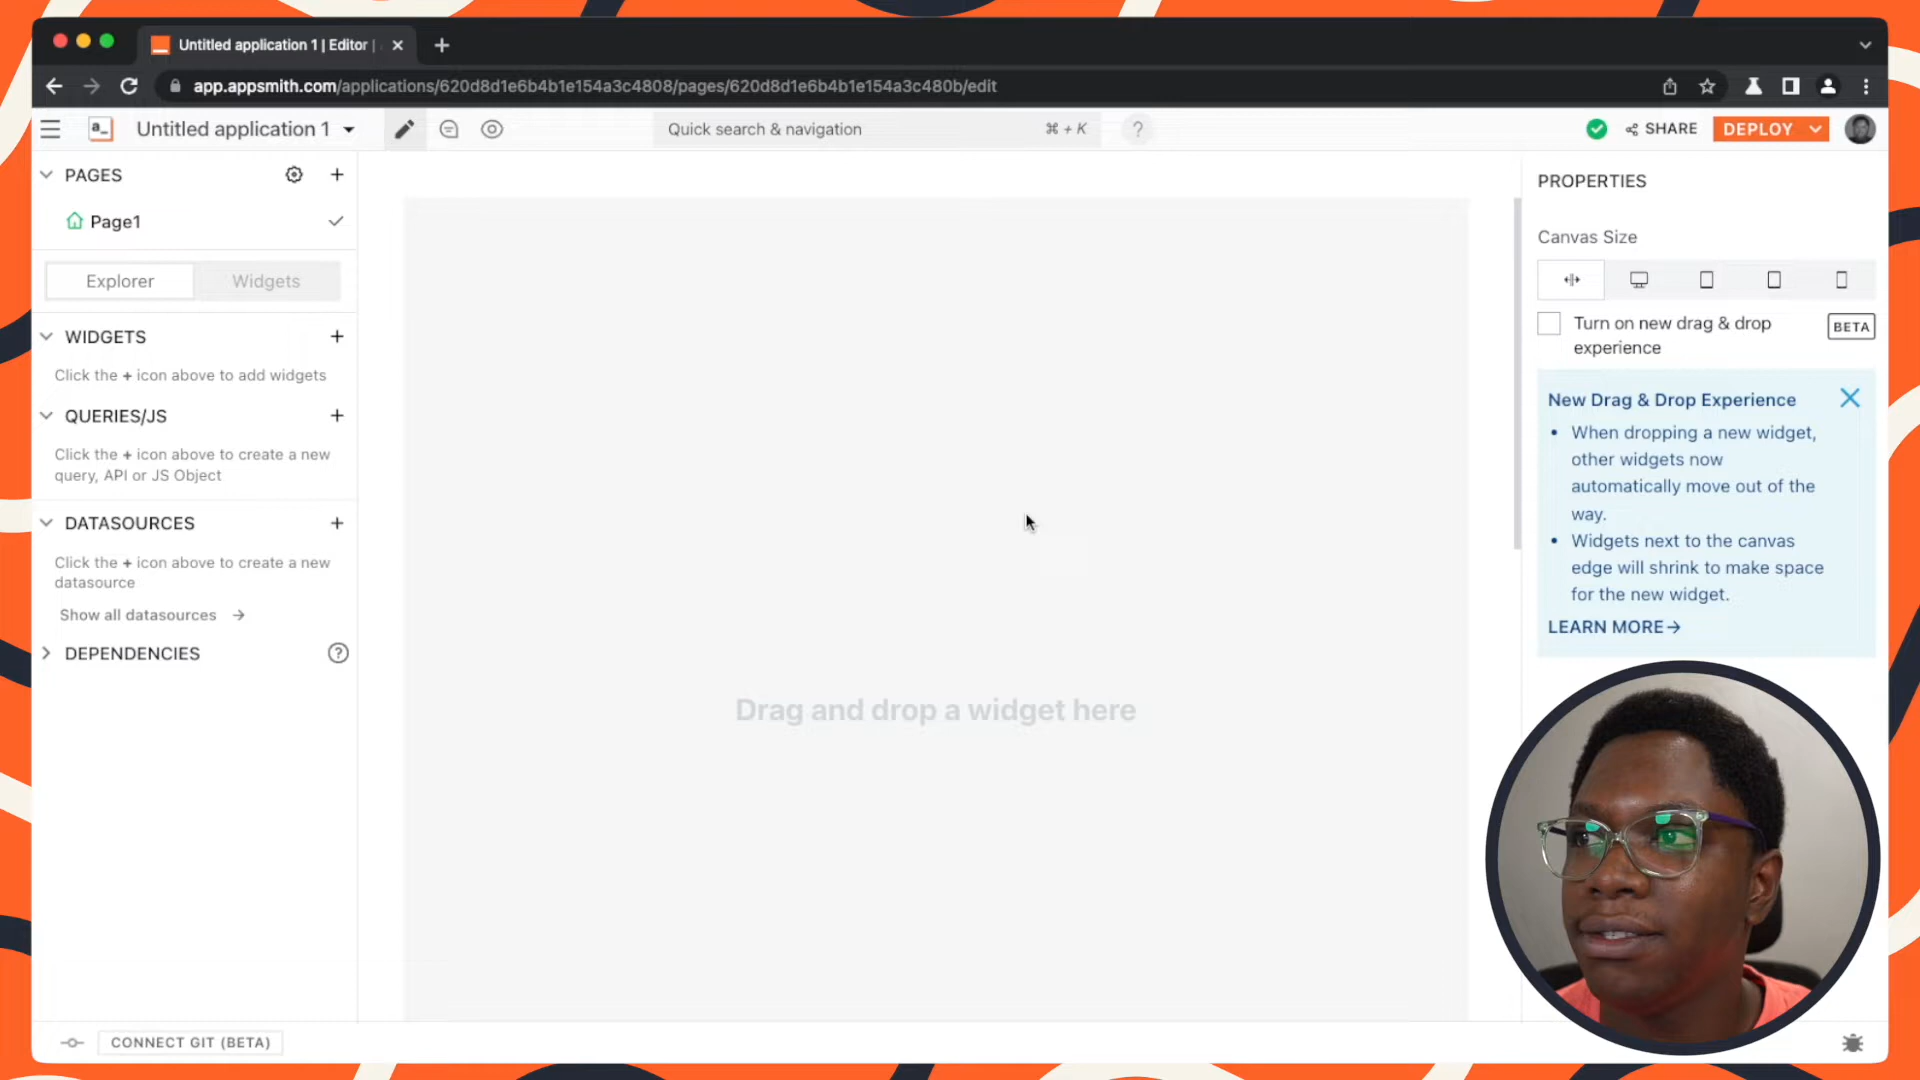 Untitled application 1 | Editor |
app.appsmith.com/applications/620d8d1e6b4b1e154a3c4808/pages/620d8d1e6b4b1e154a3c480b/edit
a_
Untitled application 1
Quick search & navigation
⌘ + K
?
SHARE
DEPLOY
PAGES
Page1
Explorer
Widgets
WIDGETS
Click the + icon above to add widgets
QUERIES/JS
Click the + icon above to create a new
query, API or JS Object
DATASOURCES
Click the + icon above to create a new
datasource
Show all datasources
DEPENDENCIES
?
Drag and drop a widget here
PROPERTIES
Canvas Size
Turn on new drag & drop
experience
BETA
New Drag & Drop Experience
• When dropping a new widget,
other widgets now
automatically move out of the
way.
• Widgets next to the canvas
edge will shrink to make space
for the new widget.
LEARN MORE
CONNECT GIT (BETA)